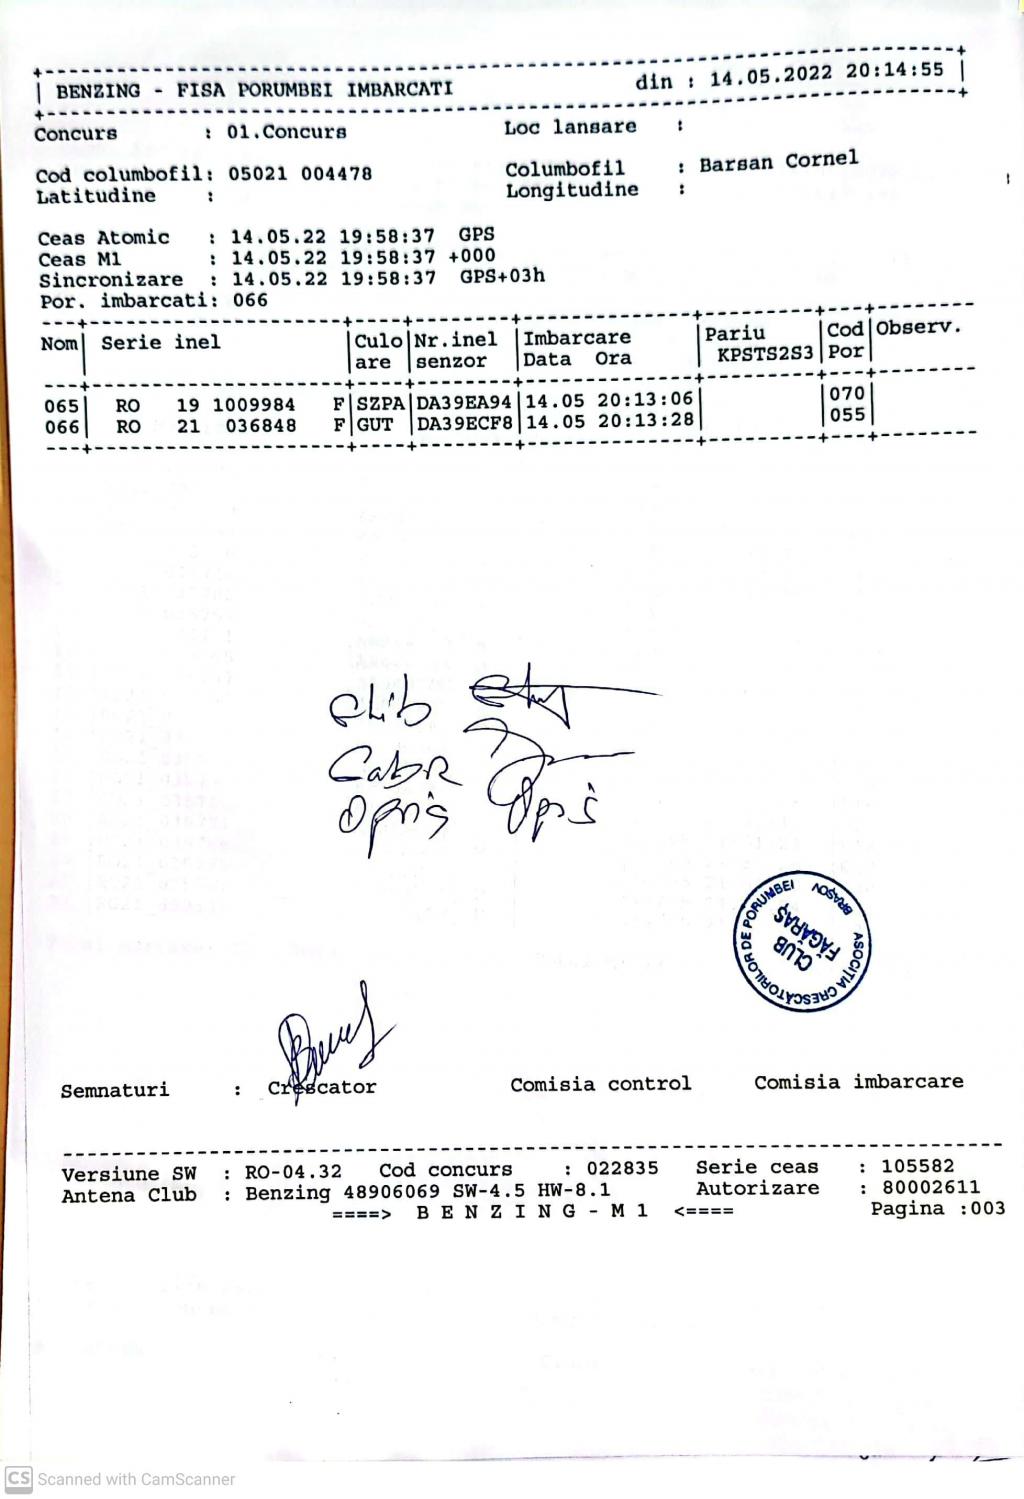 BENZING - FISA PORUMBEI IMBARCATI din : 14.05.2022 20:14:55
Concurs : 01.Concurs Loc lansare :
Cod columbofil: 05021 004478 Columbofil : Barsan Cornel
Latitudine : Longitudine :
Ceas Atomic : 14.05.22 19:58:37 GPS
Ceas M1 : 14.05.22 19:58:37 +000
Sincronizare : 14.05.22 19:58:37 GPS+03h
Por. imbarcati: 066
Nom| Serie inel |Culo|Nr.inel |Imbarcare |Pariu |Cod|Observ.
|are |senzor |Data Ora | KPSTS2S3|Por|
065| RO 19 1009984 F|SZPA|DA39EA94|14.05 20:13:06| |070|
066| RO 21 036848 F|GUT |DA39ECF8|14.05 20:13:28| |055|
Opriș
ASOCIȚIA CRESCĂTORILOR DE PORUMBEI BRAȘOV
CLUB
FĂGĂRAȘ
Semnaturi : Crescator Comisia control Comisia imbarcare
Versiune SW : RO-04.32 Cod concurs : 022835 Serie ceas : 105582
Antena Club : Benzing 48906069 SW-4.5 HW-8.1 Autorizare : 80002611
====> B E N Z I N G - M 1 <==== Pagina :003
CS Scanned with CamScanner